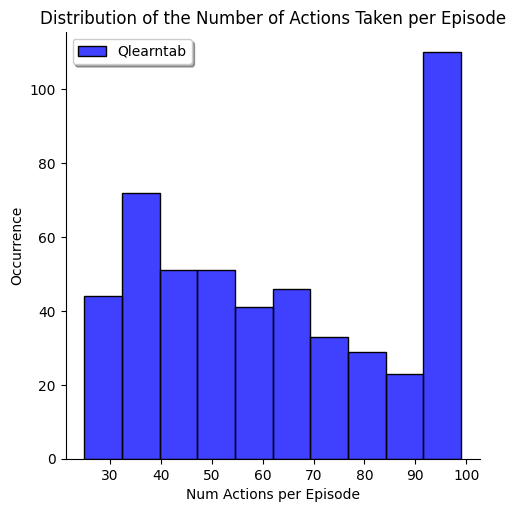 Distribution of the Number of Actions Taken per Episode
Qlearntab
100
80
60
40
20
0
Occurrence
30 40 50 60 70 80 90 100
Num Actions per Episode